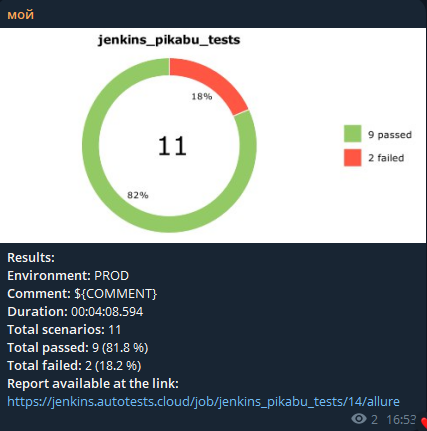 мой
jenkins_pikabu_tests
18%
9 passed
11
2 failed
82%
Results:
Environment: PROD
Comment: ${COMMENT}
Duration: 00:04:08.594
Total scenarios: 11
Total passed: 9 (81.8 %)
Total failed: 2 (18.2 %)
Report available at the link:
https://jenkins.autotests.cloud/job/jenkins_pikabu_tests/14/allure
2 16:53